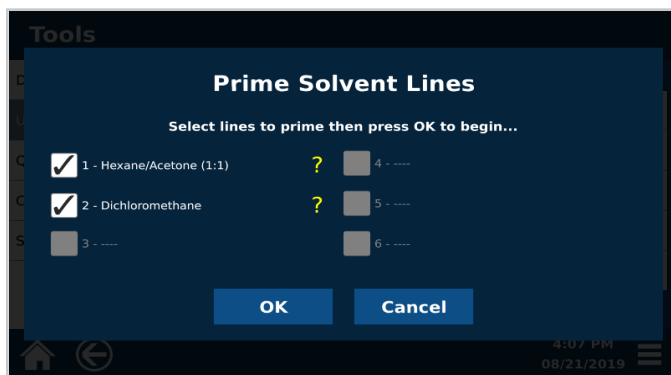 Tools
Prime Solvent Lines
Select lines to prime then press OK to begin...
1 - Hexane/Acetone (1:1) ?
2 - Dichloromethane ?
3 - ----
4 - ----
5 - ----
6 - ----
OK
Cancel
4:07 PM
08/21/2019